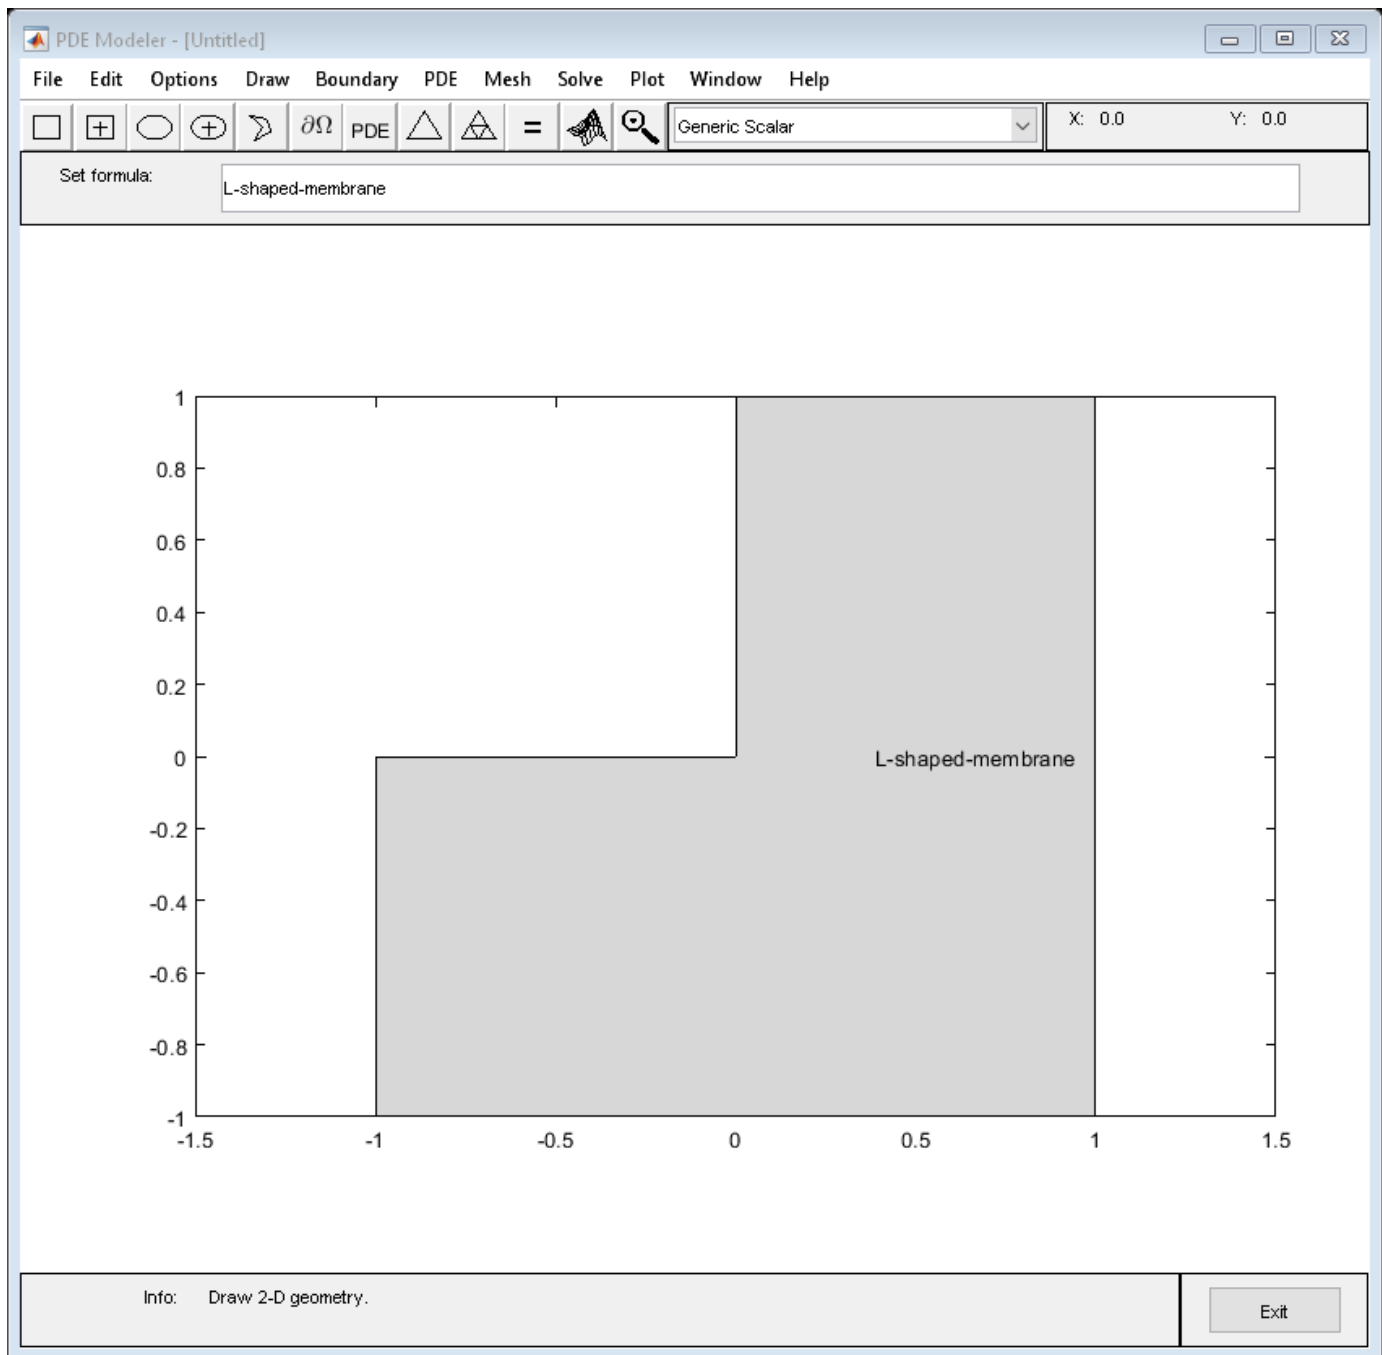 PDE Modeler - [Untitled]
File Edit Options Draw Boundary PDE Mesh Solve Plot Window Help
∂Ω PDE = Generic Scalar X: 0.0 Y: 0.0
Set formula: L-shaped-membrane
1
0.8
0.6
0.4
0.2
0
L-shaped-membrane
-0.2
-0.4
-0.6
-0.8
-1
-1.5 -1 -0.5 0 0.5 1 1.5
Info: Draw 2-D geometry.
Exit